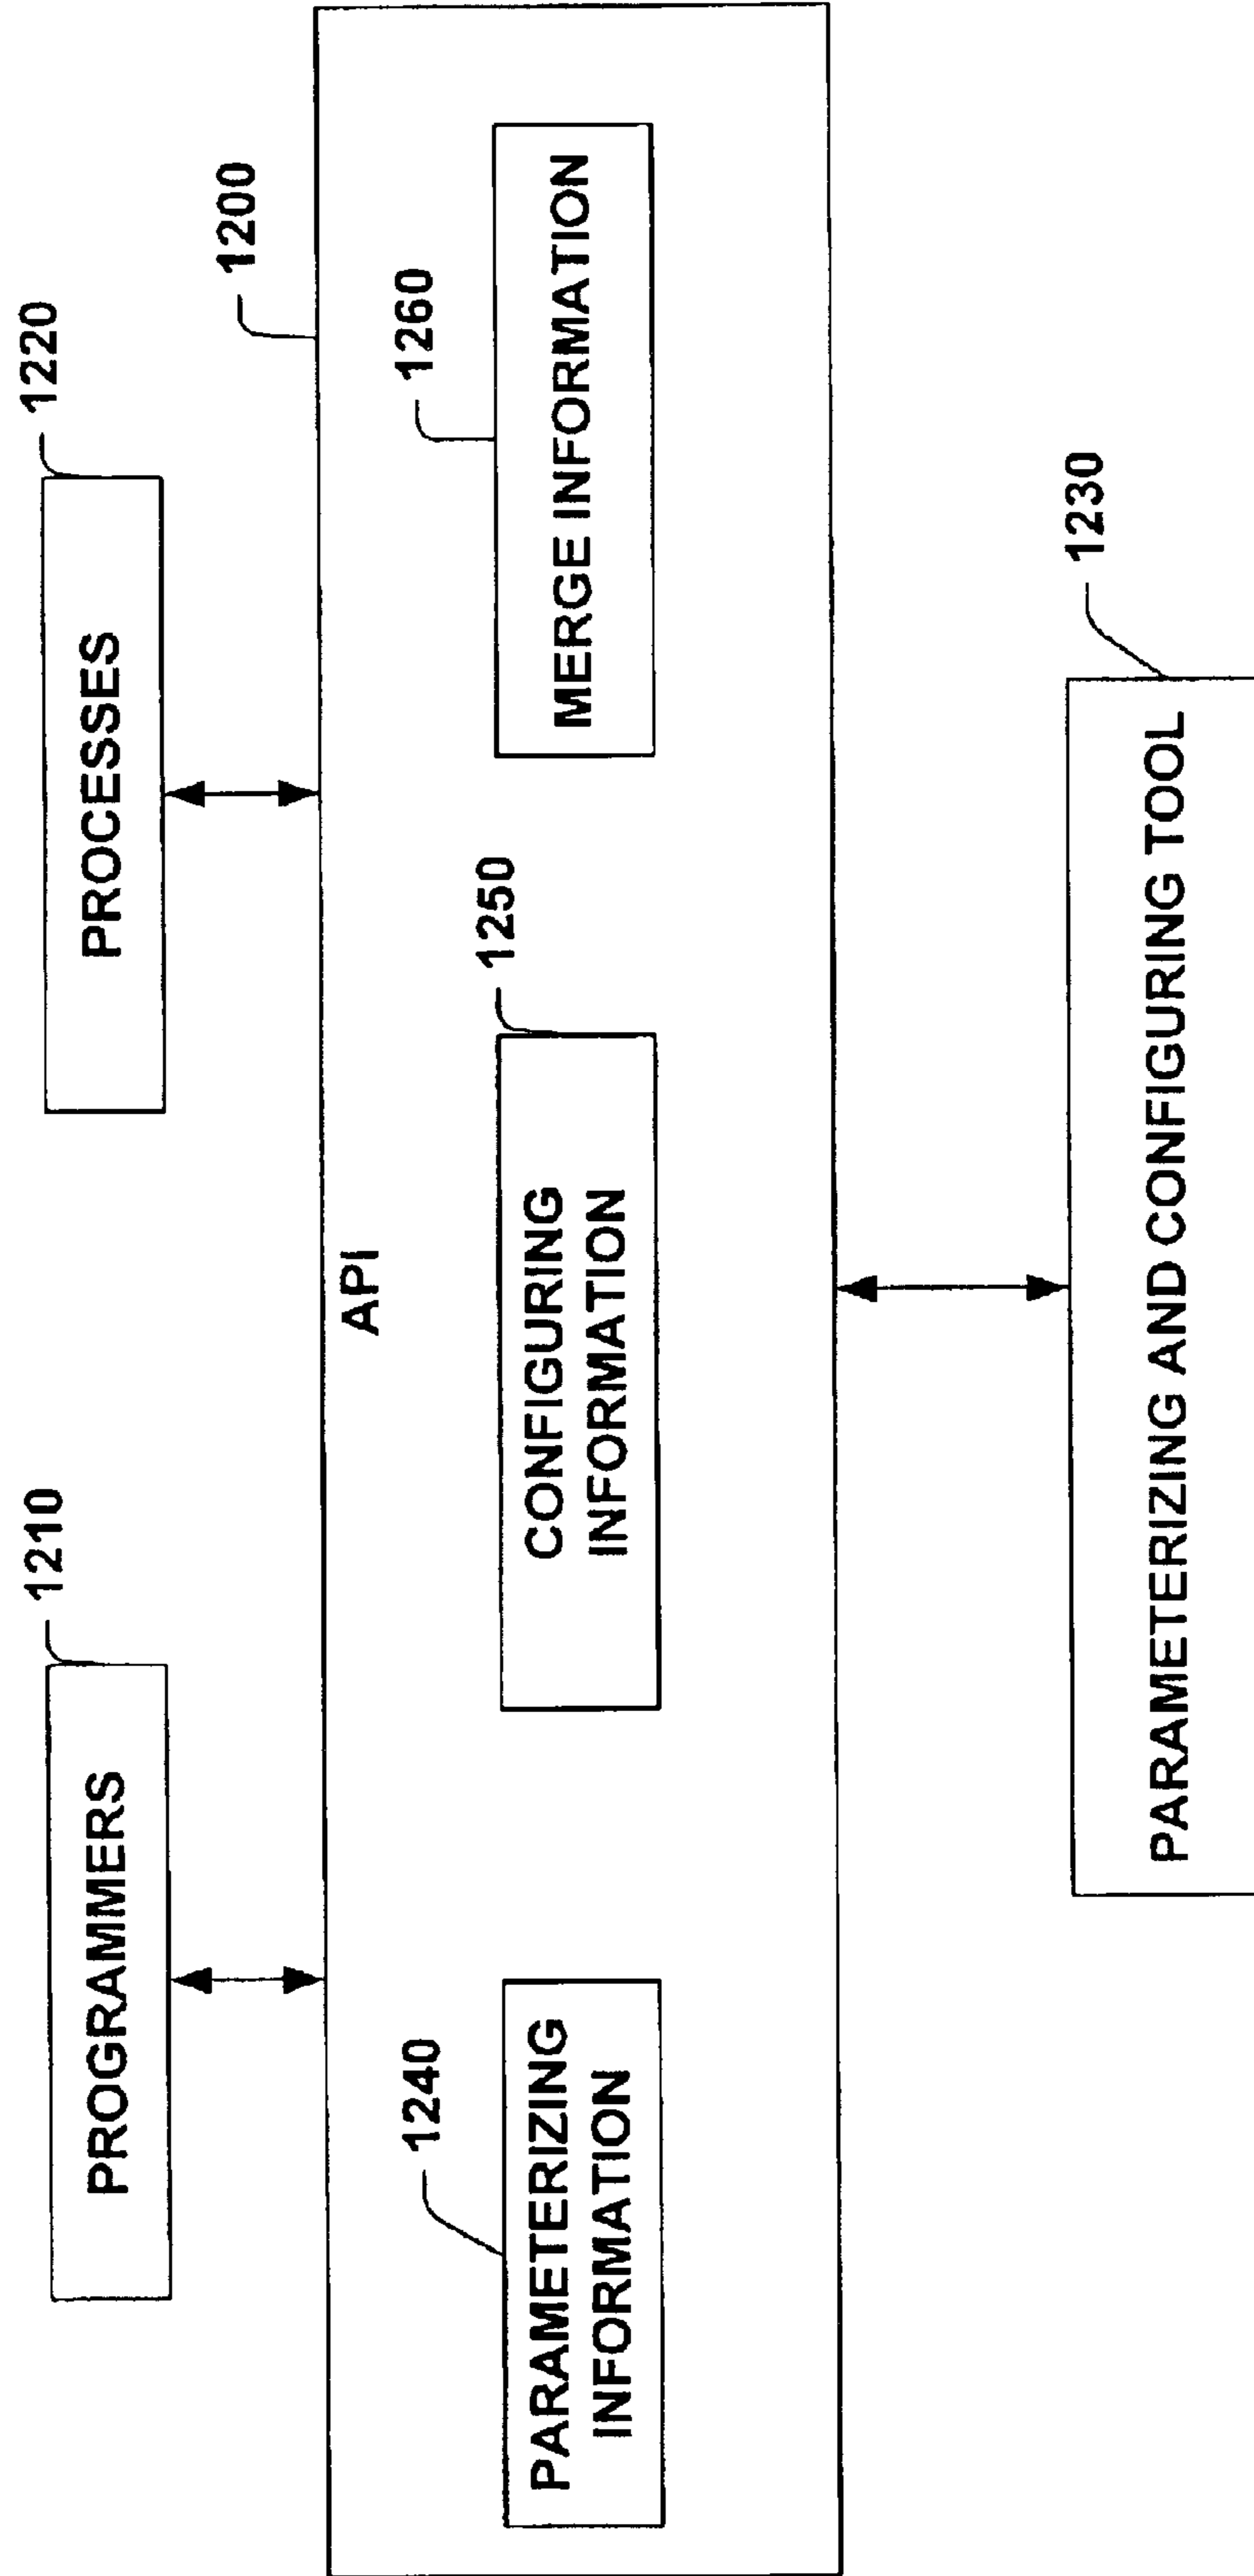 PROGRAMMERS
1210
PROCESSES
1220
1200
API
PARAMETERIZING
INFORMATION
1240
CONFIGURING
INFORMATION
1250
MERGE INFORMATION
1260
PARAMETERIZING AND CONFIGURING TOOL
1230